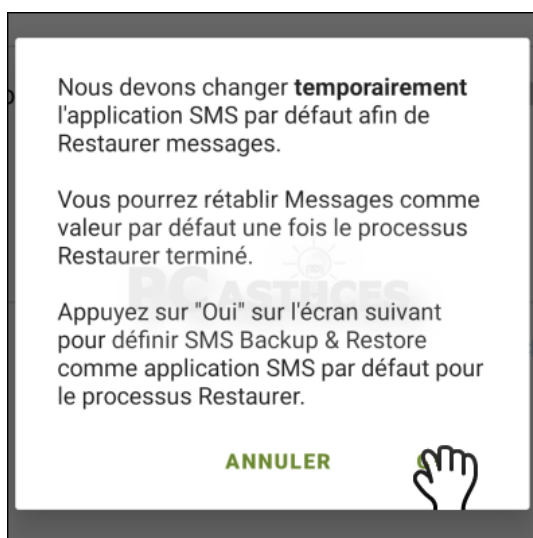 Nous devons changer temporairement
l'application SMS par défaut afin de
Restaurer messages.
Vous pourrez rétablir Messages comme
valeur par défaut une fois le processus
Restaurer terminé.
PC ASTUCES
Appuyez sur "Oui" sur l'écran suivant
pour définir SMS Backup & Restore
comme application SMS par défaut pour
le processus Restaurer.
ANNULER